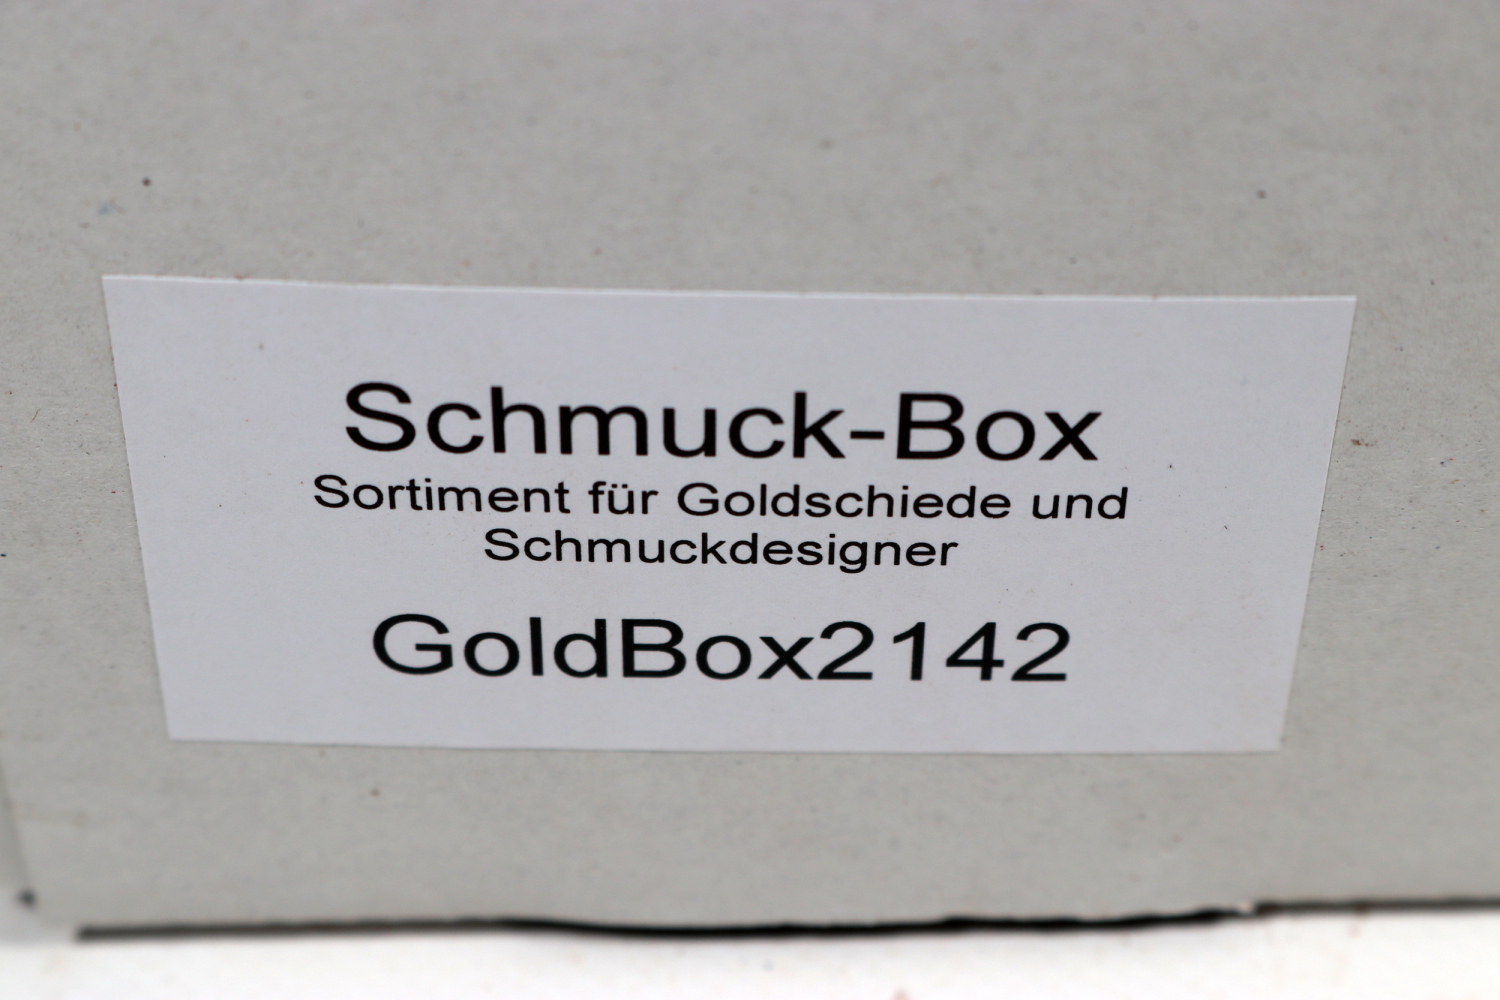 Schmuck-Box
Sortiment für Goldschiede und
Schmuckdesigner
GoldBox2142